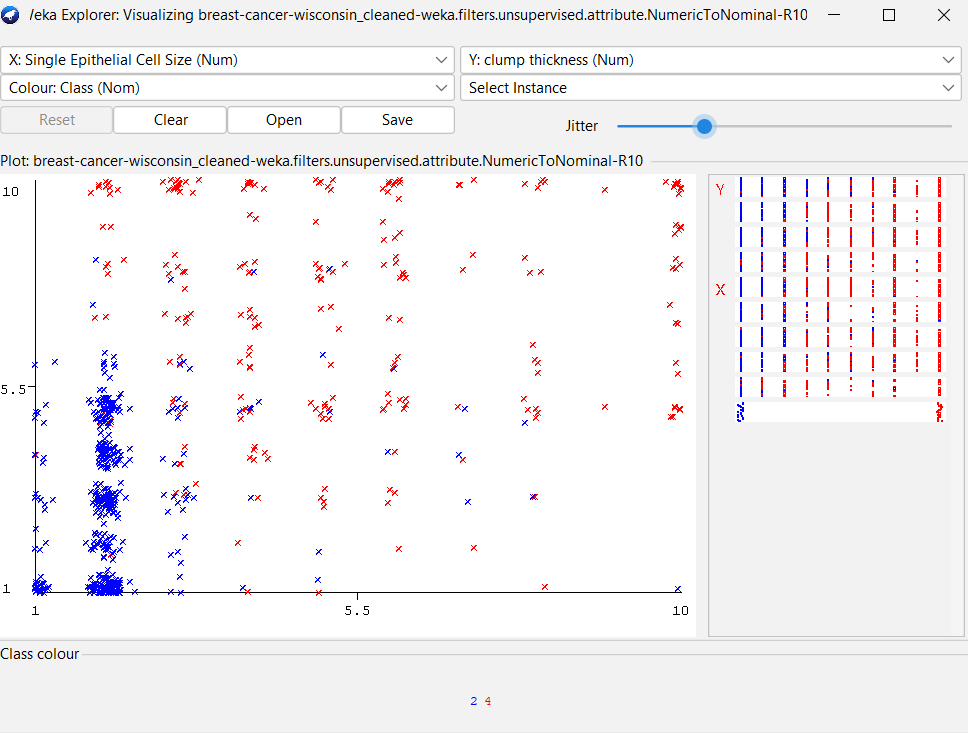 /eka Explorer: Visualizing breast-cancer-wisconsin_cleaned-weka.filters.unsupervised.attribute.NumericToNominal-R10
X: Single Epithelial Cell Size (Num) Y: clump thickness (Num)
Colour: Class (Nom) Select Instance
Reset Clear Open Save Jitter
Plot: breast-cancer-wisconsin_cleaned-weka.filters.unsupervised.attribute.NumericToNominal-R10
10
5.5
1
1 5.5 10
Y
X
Class colour
2 4